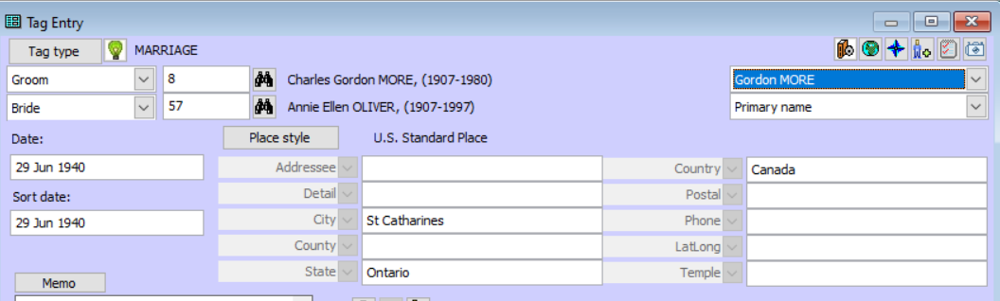 Tag Entry
Tag type MARRIAGE
Groom 8 Charles Gordon MORE, (1907-1980) Gordon MORE
Bride 57 Annie Ellen OLIVER, (1907-1997) Primary name
Date: Place style U.S. Standard Place
29 Jun 1940 Addressee Country Canada
Sort date: Detail Postal
29 Jun 1940 City St Catharines Phone
County LatLong
State Ontario Temple
Memo